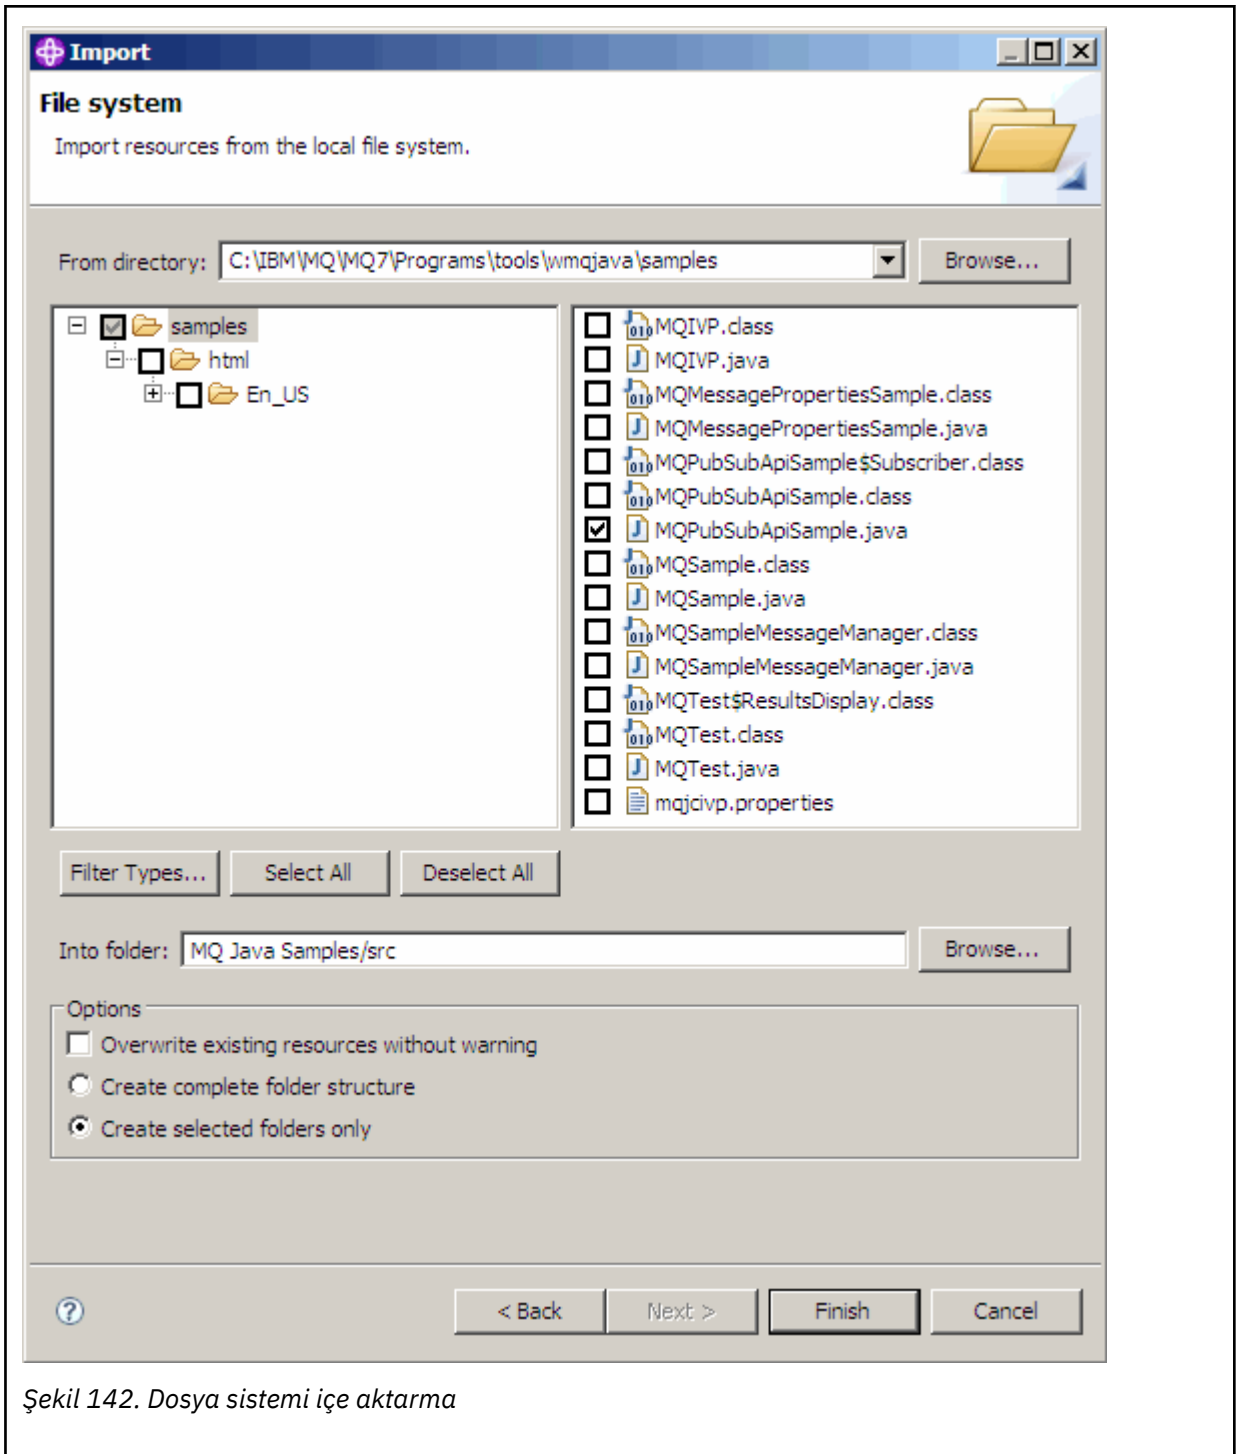 Import
File system
Import resources from the local file system.
From directory: C:\IBM\MQ\MQ7\Programs\tools\wmqjava\samples Browse...
samples
html
En_US
MQIVP.class
MQIVP.java
MQMessagePropertiesSample.class
MQMessagePropertiesSample.java
MQPubSubApiSample$Subscriber.class
MQPubSubApiSample.class
MQPubSubApiSample.java
MQSample.class
MQSample.java
MQSampleMessageManager.class
MQSampleMessageManager.java
MQTest$ResultsDisplay.class
MQTest.class
MQTest.java
mqjcivp.properties
Filter Types... Select All Deselect All
Into folder: MQ Java Samples/src Browse...
Options
Overwrite existing resources without warning
Create complete folder structure
Create selected folders only
< Back Next > Finish Cancel
Şekil 142. Dosya sistemi içe aktarma